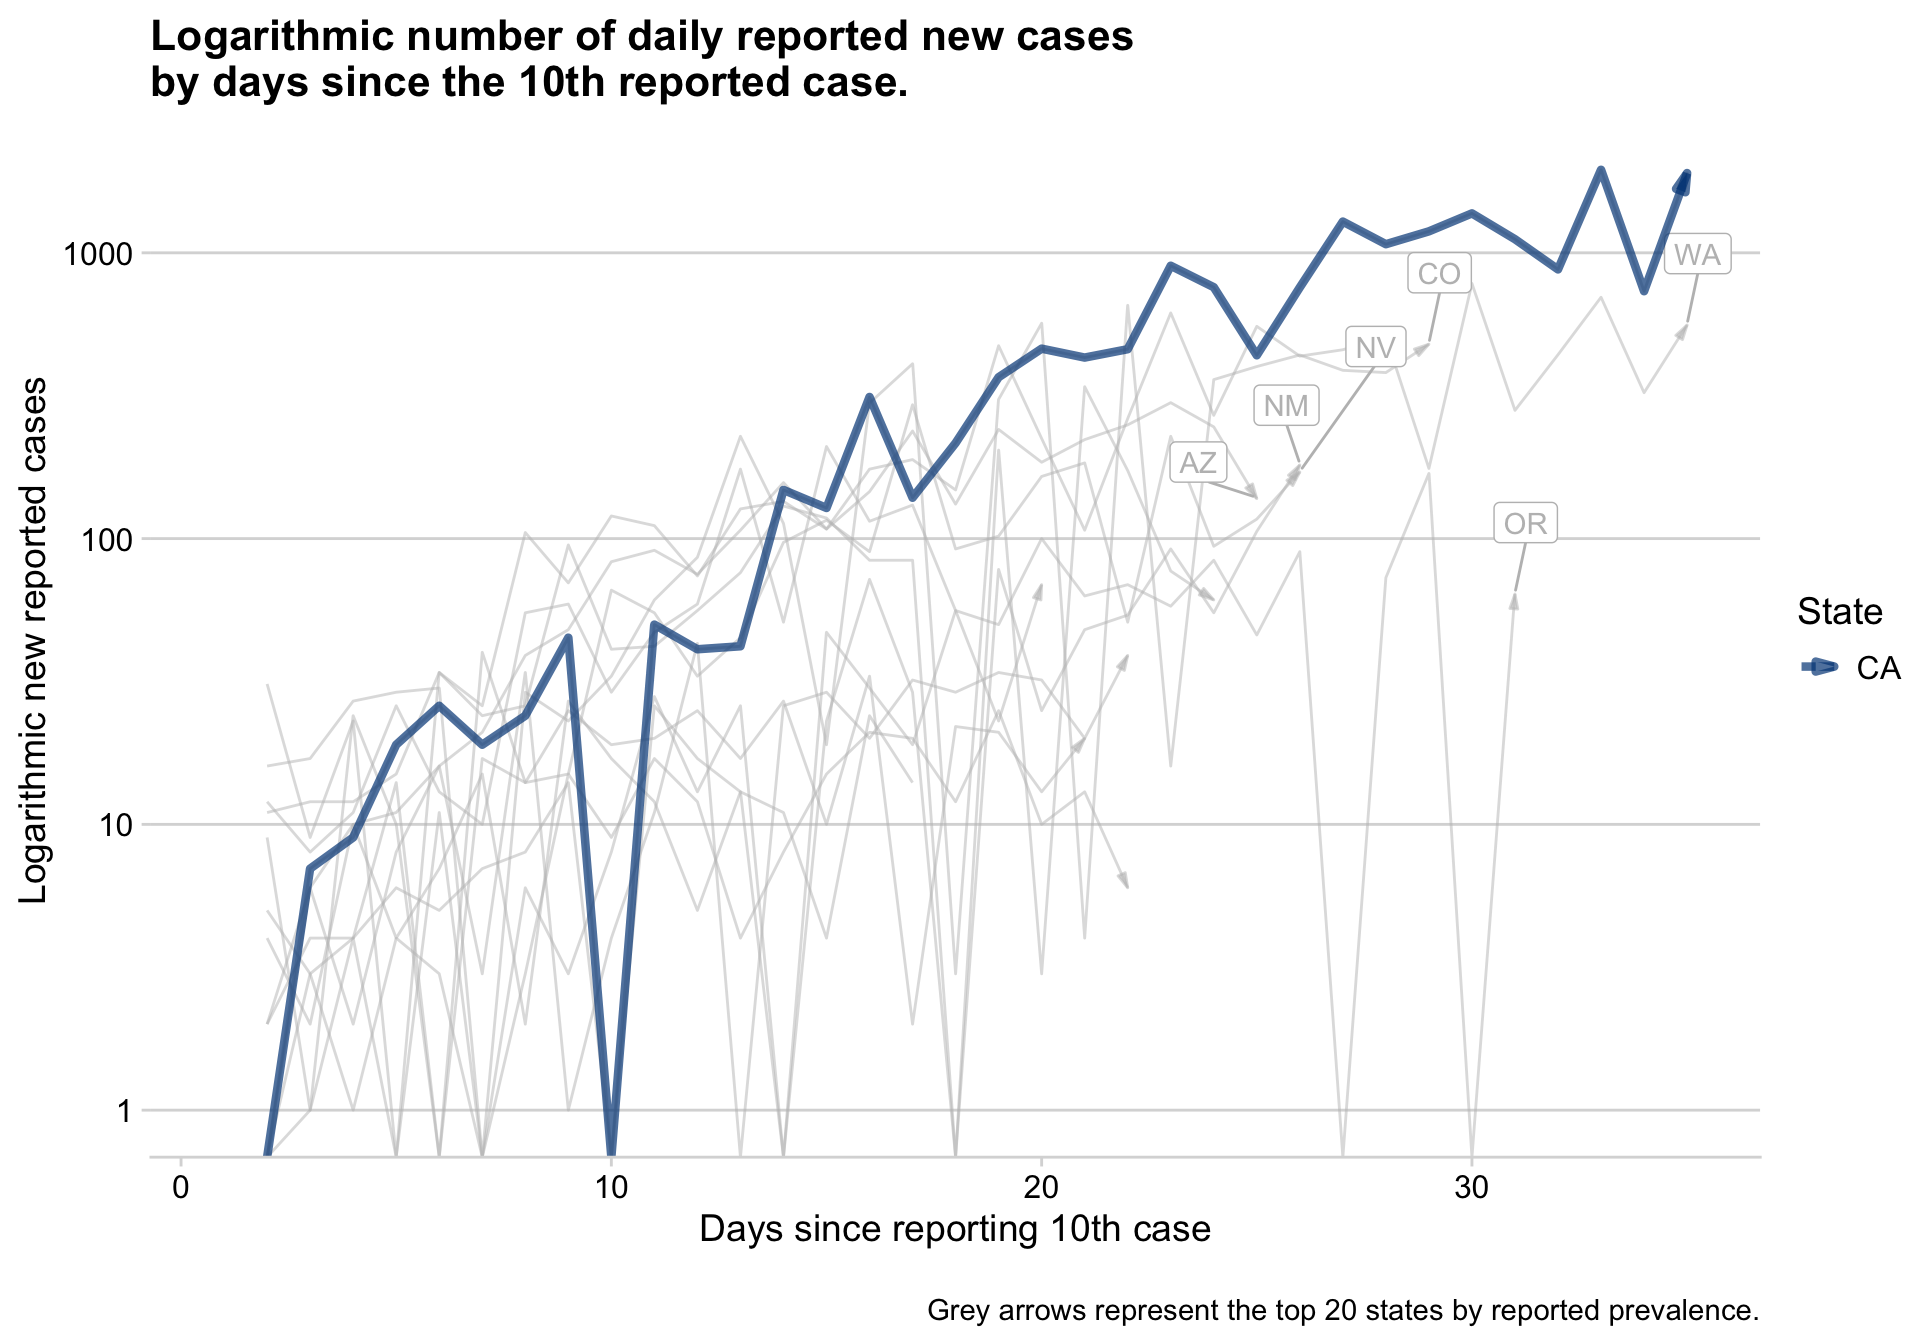 Logarithmic number of daily reported new cases
by days since the 10th reported case.
Logarithmic new reported cases
1000
100
10
1
WA
CO
NV
NM
AZ
OR
State
CA
0 10 20 30
Days since reporting 10th case
Grey arrows represent the top 20 states by reported prevalence.